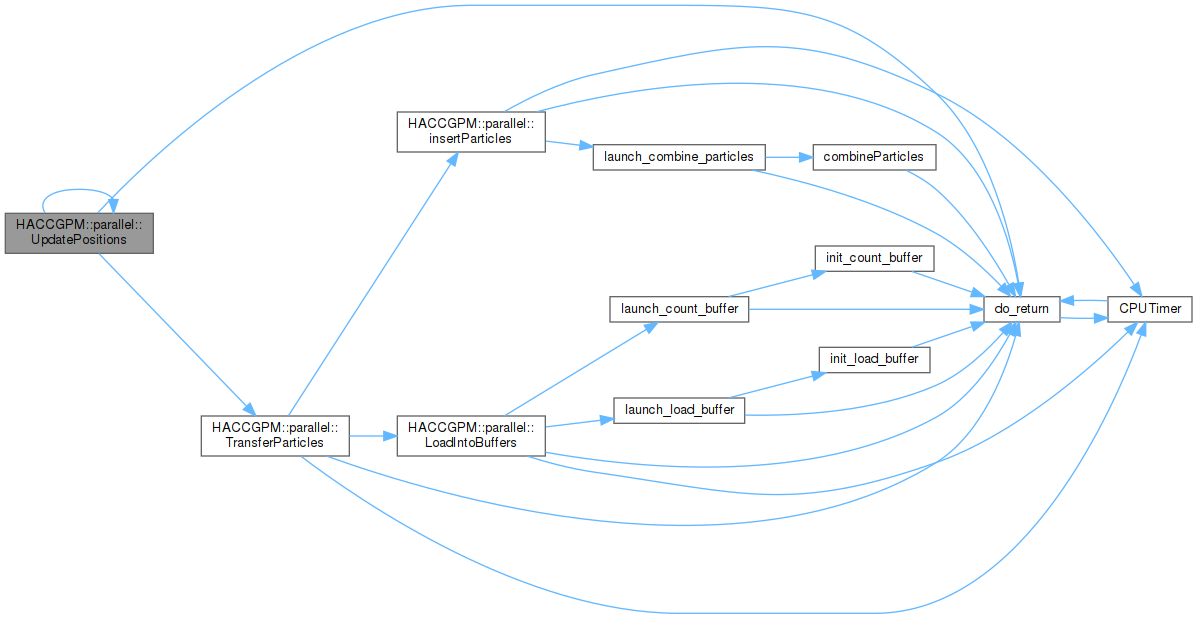 HACCGPM::parallel::
UpdatePositions
HACCGPM::parallel::
TransferParticles
HACCGPM::parallel::
insertParticles
HACCGPM::parallel::
LoadIntoBuffers
launch_combine_particles
combineParticles
launch_count_buffer
init_count_buffer
launch_load_buffer
init_load_buffer
do_return
CPUTimer